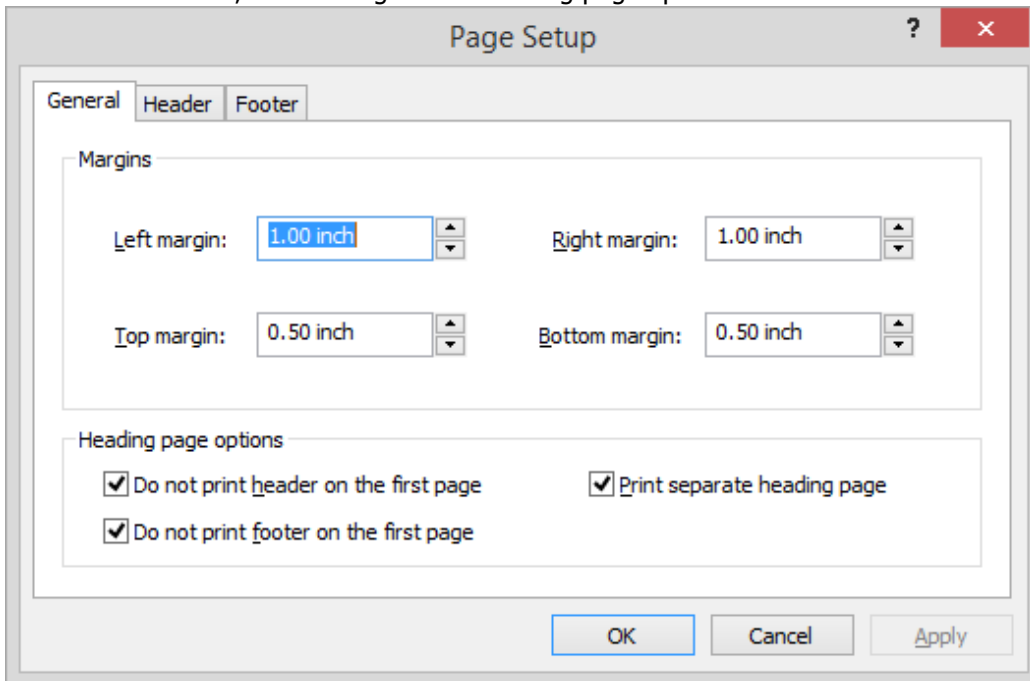 Page Setup ? ×
General Header Footer
Margins
Left margin: 1.00 inch Right margin: 1.00 inch
Top margin: 0.50 inch Bottom margin: 0.50 inch
Heading page options
Do not print header on the first page Print separate heading page
Do not print footer on the first page
OK Cancel Apply